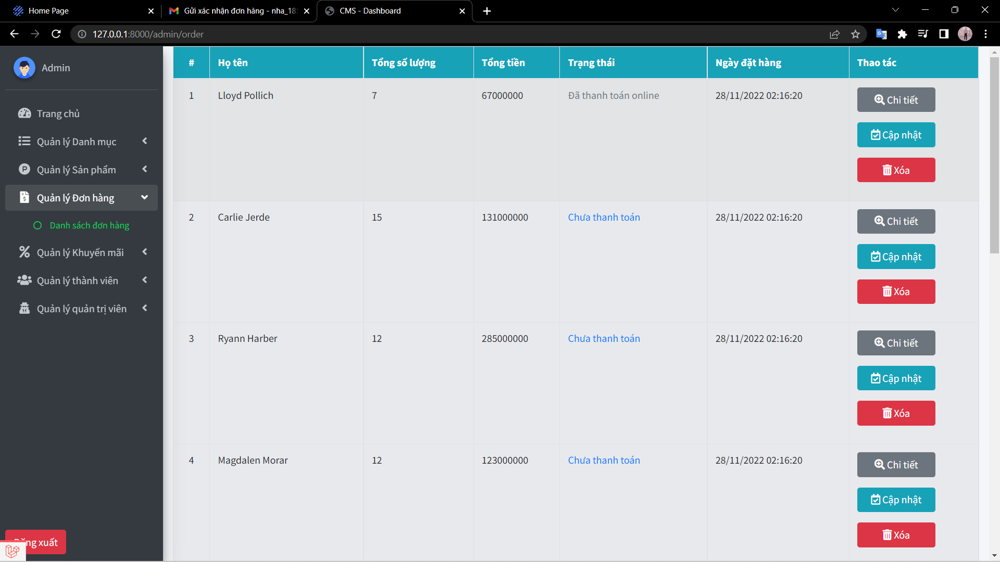 Home Page
Gửi xác nhận đơn hàng - nha_185
CMS - Dashboard
127.0.0.1:8000/admin/order
Admin
Trang chủ
Quản lý Danh mục
Quản lý Sản phẩm
Quản lý Đơn hàng
Danh sách đơn hàng
Quản lý Khuyến mãi
Quản lý thành viên
Quản lý quản trị viên
Đăng xuất
# Họ tên Tổng số lượng Tổng tiền Trạng thái Ngày đặt hàng Thao tác
1 Lloyd Pollich 7 67000000 Đã thanh toán online 28/11/2022 02:16:20 Chi tiết
Cập nhật
Xóa
2 Carlie Jerde 15 131000000 Chưa thanh toán 28/11/2022 02:16:20 Chi tiết
Cập nhật
Xóa
3 Ryann Harber 12 285000000 Chưa thanh toán 28/11/2022 02:16:20 Chi tiết
Cập nhật
Xóa
4 Magdalen Morar 12 123000000 Chưa thanh toán 28/11/2022 02:16:20 Chi tiết
Cập nhật
Xóa